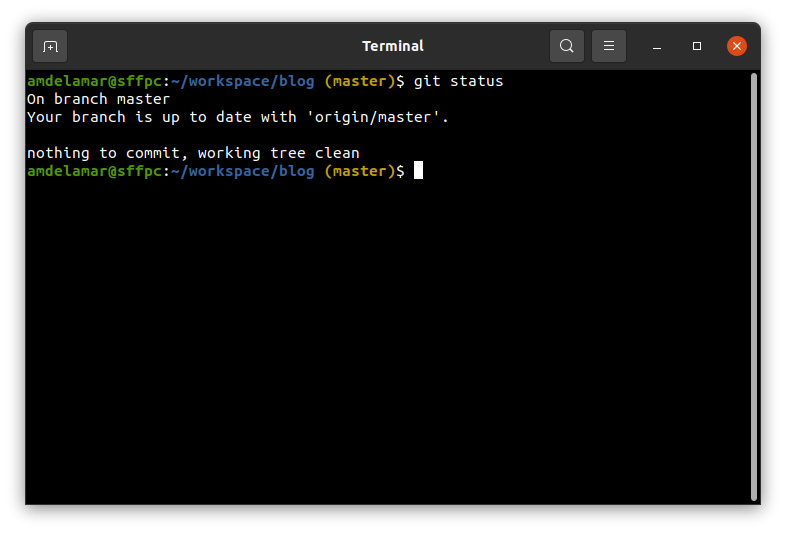 Terminal
amdelamar@sffpc:~/workspace/blog (master)$ git status
On branch master
Your branch is up to date with 'origin/master'.
nothing to commit, working tree clean
amdelamar@sffpc:~/workspace/blog (master)$